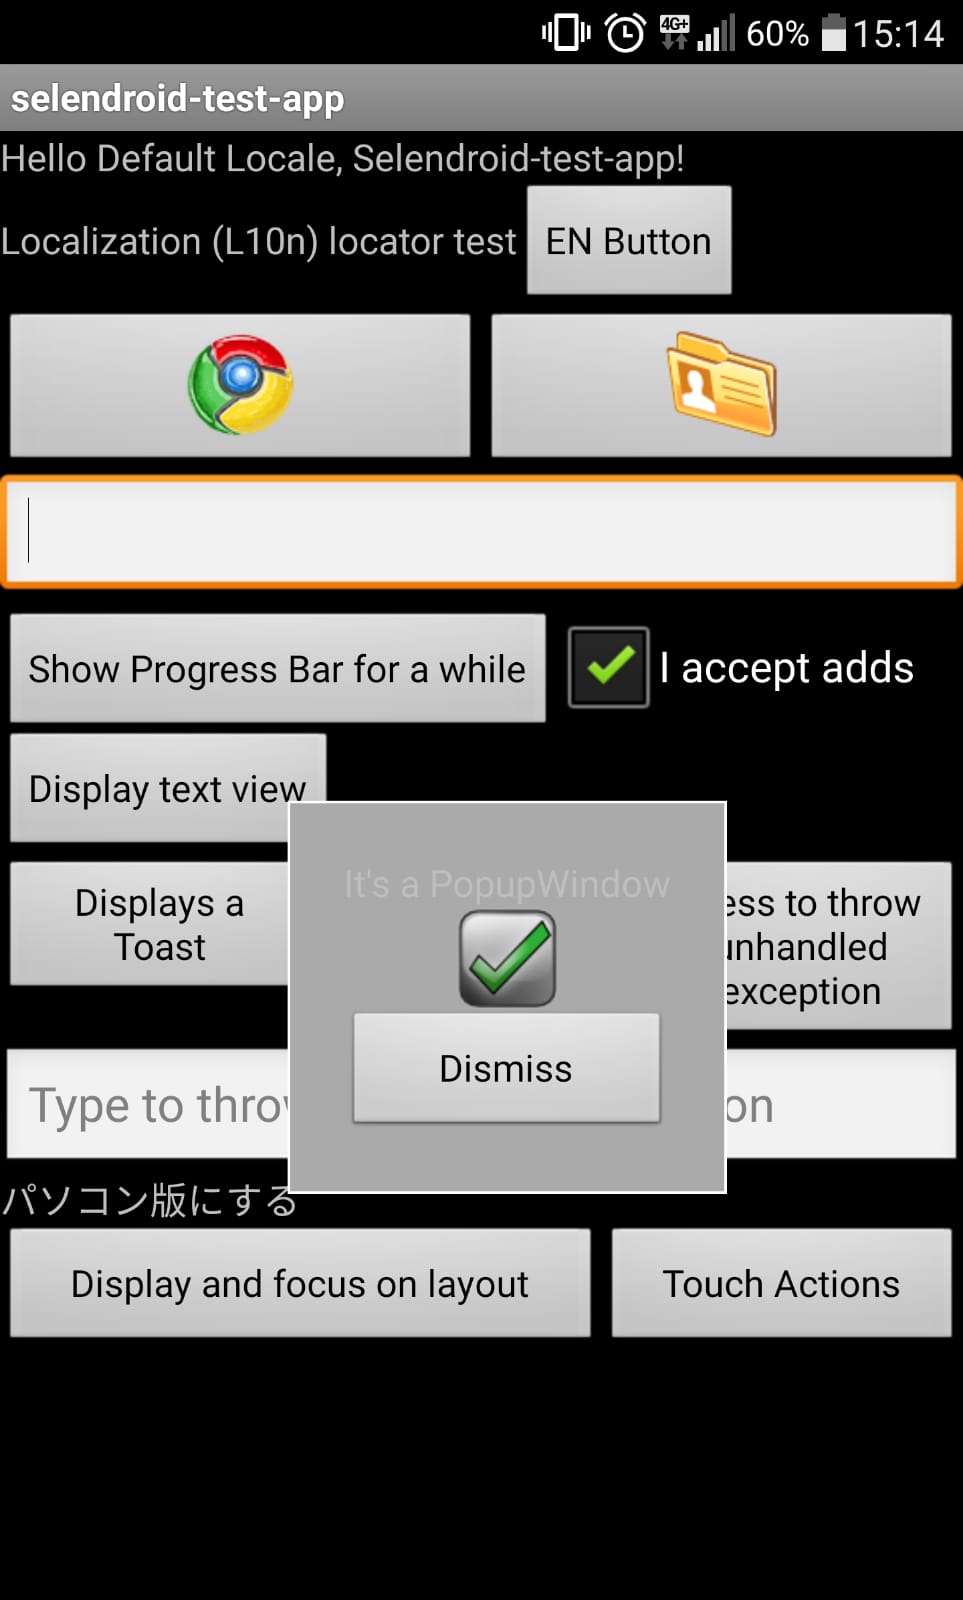 4G+ 60% 15:14
selendroid-test-app
Hello Default Locale, Selendroid-test-app!
Localization (L10n) locator test EN Button
Show Progress Bar for a while I accept adds
Display text view
It's a PopupWindow
Dismiss
Displays a
Toast
ess to throw
unhandled
exception
Type to throw
on
パソコン版にする
Display and focus on layout Touch Actions